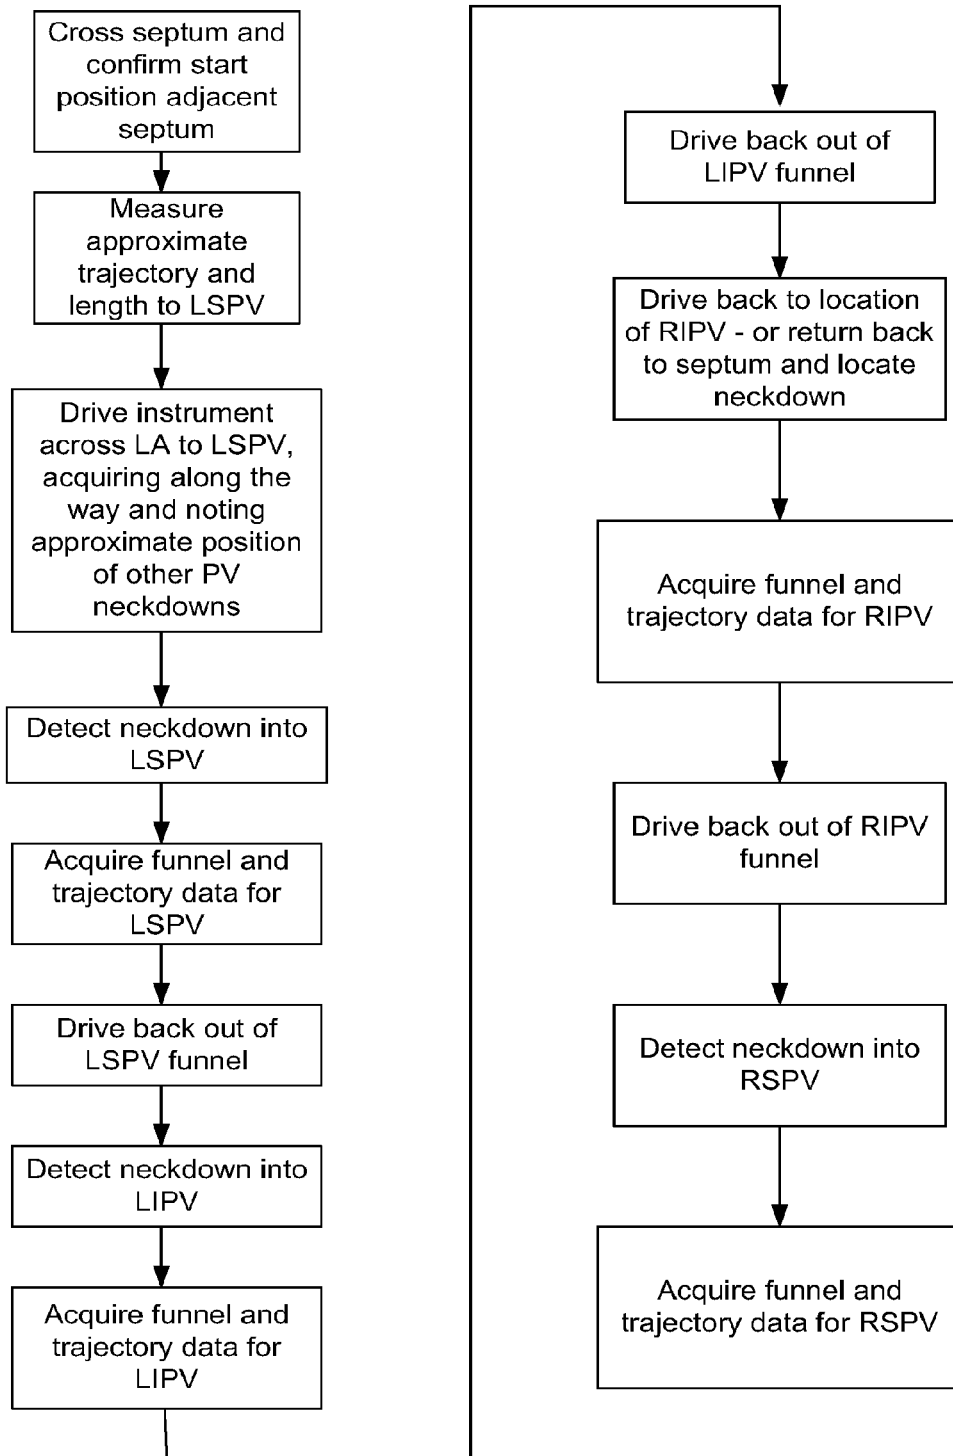 Cross septum and
confirm start
position adjacent
septum
Measure
approximate
trajectory and
length to LSPV
Drive instrument
across LA to LSPV,
acquiring along the
way and noting
approximate position
of other PV
neckdowns
Detect neckdown into
LSPV
Acquire funnel and
trajectory data for
LSPV
Drive back out of
LSPV funnel
Detect neckdown into
LIPV
Acquire funnel and
trajectory data for
LIPV
Drive back out of
LIPV funnel
Drive back to location
of RIPV - or return back
to septum and locate
neckdown
Acquire funnel and
trajectory data for RIPV
Drive back out of RIPV
funnel
Detect neckdown into
RSPV
Acquire funnel and
trajectory data for RSPV